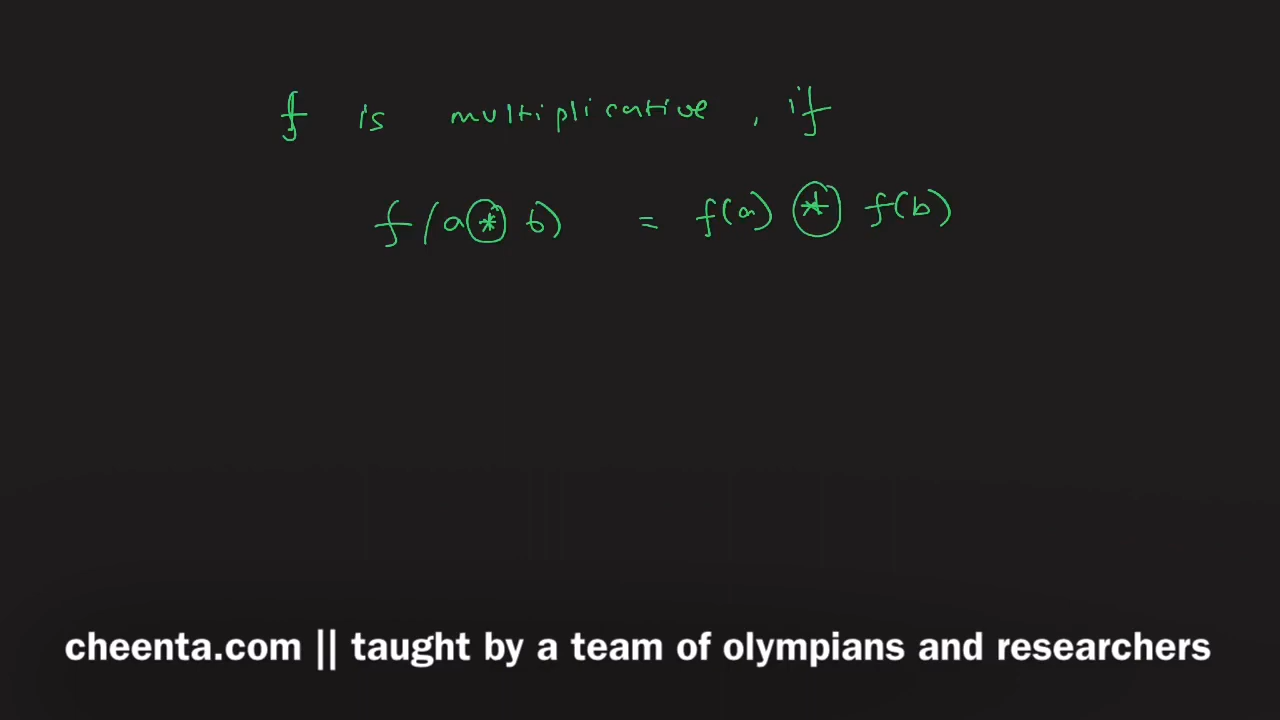 f is multiplicative, if
f(a * b) = f(a) * f(b)
cheenta.com || taught by a team of olympians and researchers